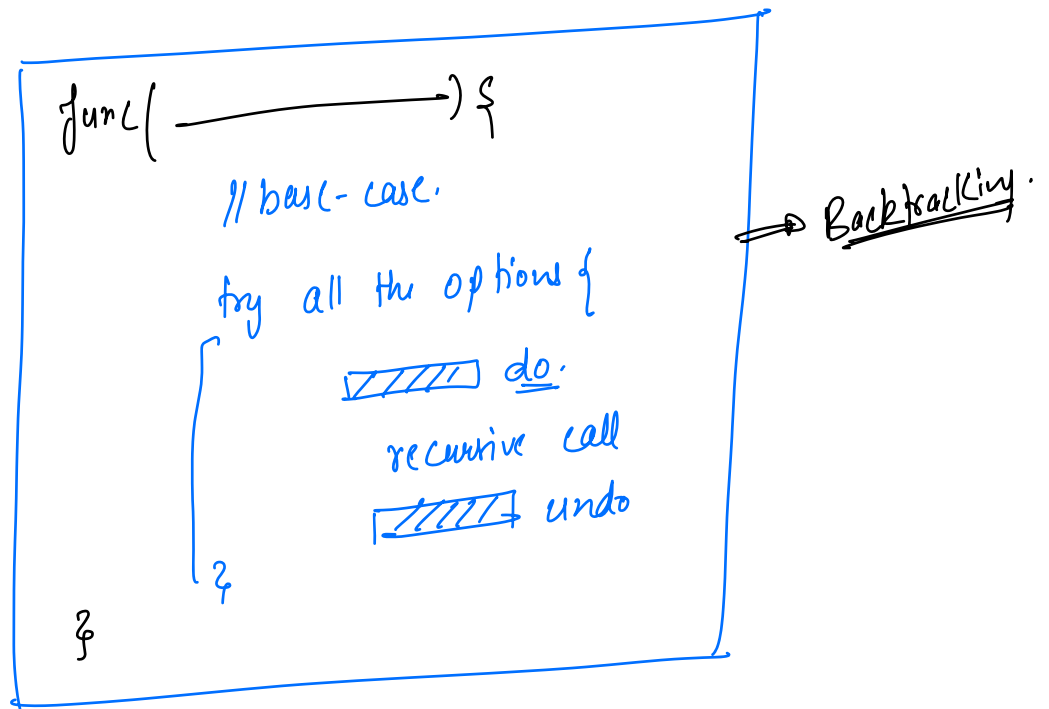 func( ) {
// base-case.
try all the options {
do.
recursive call
undo
}
}
Backtracking.